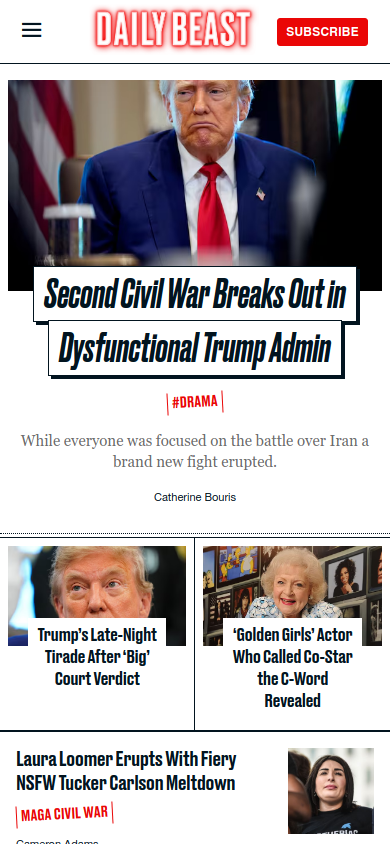 DAILY BEAST
SUBSCRIBE
Second Civil War Breaks Out in
Dysfunctional Trump Admin
#DRAMA
While everyone was focused on the battle over Iran a
brand new fight erupted.
Catherine Bouris
Trump’s Late-Night
Tirade After ‘Big’
Court Verdict
‘Golden Girls’ Actor
Who Called Co-Star
the C-Word
Revealed
Laura Loomer Erupts With Fiery
NSFW Tucker Carlson Meltdown
MAGA CIVIL WAR
Cameron Adams